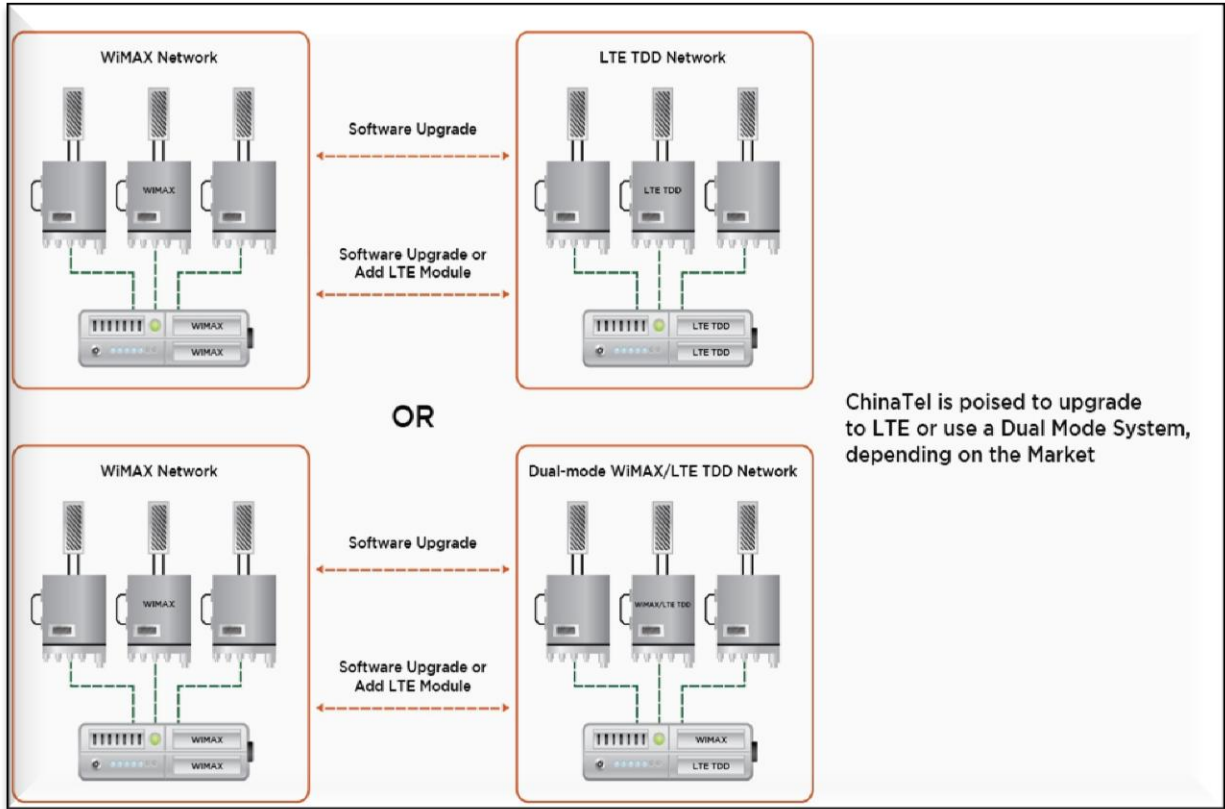 WiMAX Network
WIMAX
WIMAX
WIMAX
Software Upgrade
Software Upgrade or
Add LTE Module
LTE TDD Network
LTE TDD
LTE TDD
LTE TDD
OR
WiMAX Network
WIMAX
WIMAX
WIMAX
Software Upgrade
Software Upgrade or
Add LTE Module
Dual-mode WiMAX/LTE TDD Network
WIMAX/LTE TDD
WIMAX
LTE TDD
ChinaTel is poised to upgrade
to LTE or use a Dual Mode System,
depending on the Market